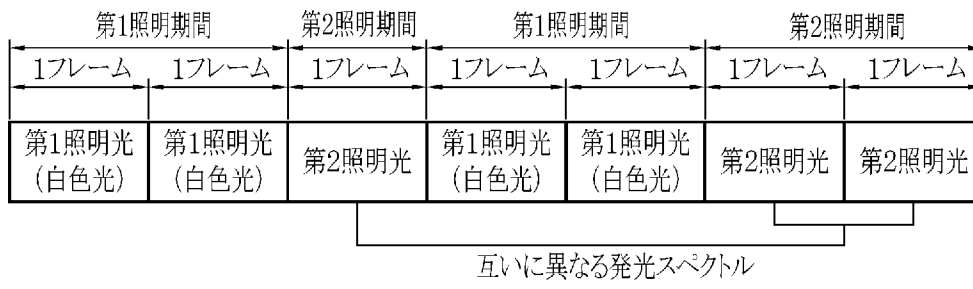 第1照明期間 第2照明期間 第1照明期間 第2照明期間
1フレーム 1フレーム 1フレーム 1フレーム 1フレーム 1フレーム 1フレーム
第1照明光 第1照明光 第2照明光 第1照明光 第1照明光 第2照明光 第2照明光
(白色光) (白色光) (白色光) (白色光)
互いに異なる発光スペクトル